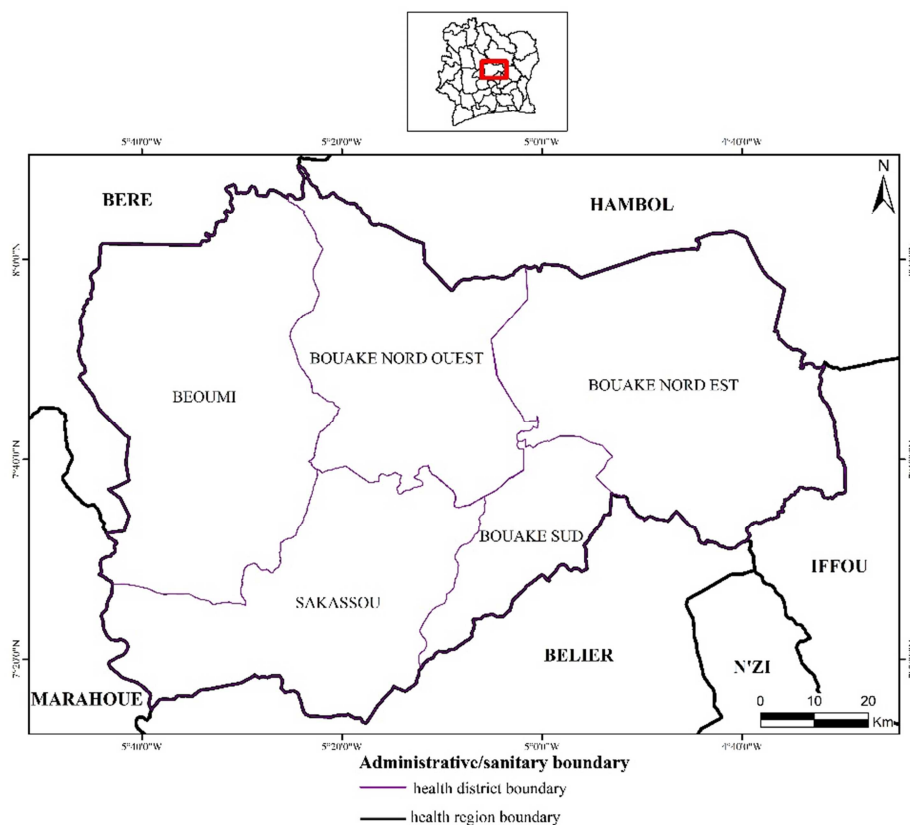 5°40'0"W 5°20'0"W 5°0'0"W 4°40'0"W
N
BERE
HAMBOL
8°0'0"N
BOUAKE NORD OUEST
BOUAKE NORD EST
BEOUMI
7°40'0"N
BOUAKE SUD
IFFOU
SAKASSOU
BELIER
N'ZI
7°20'0"N
MARAHOUE
0 10 20
Km
5°40'0"W 5°20'0"W 5°0'0"W 4°40'0"W
Administrative/sanitary boundary
health district boundary
health region boundary